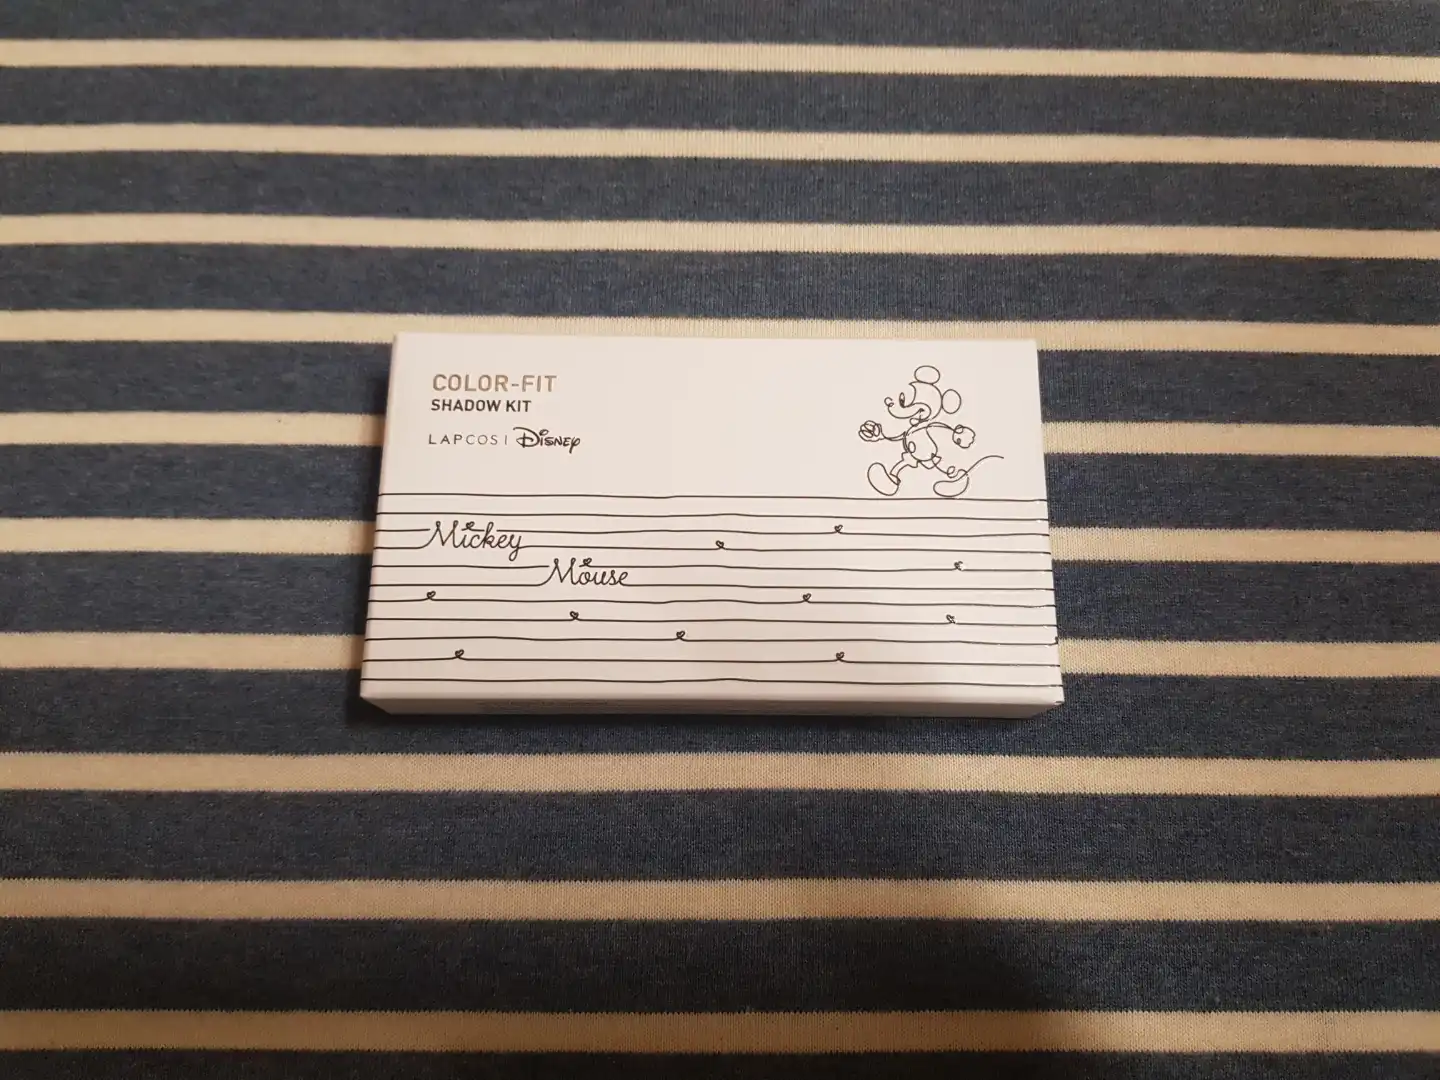 COLOR-FIT
SHADOW KIT
LAPCOS | Disney
Mickey
Mouse